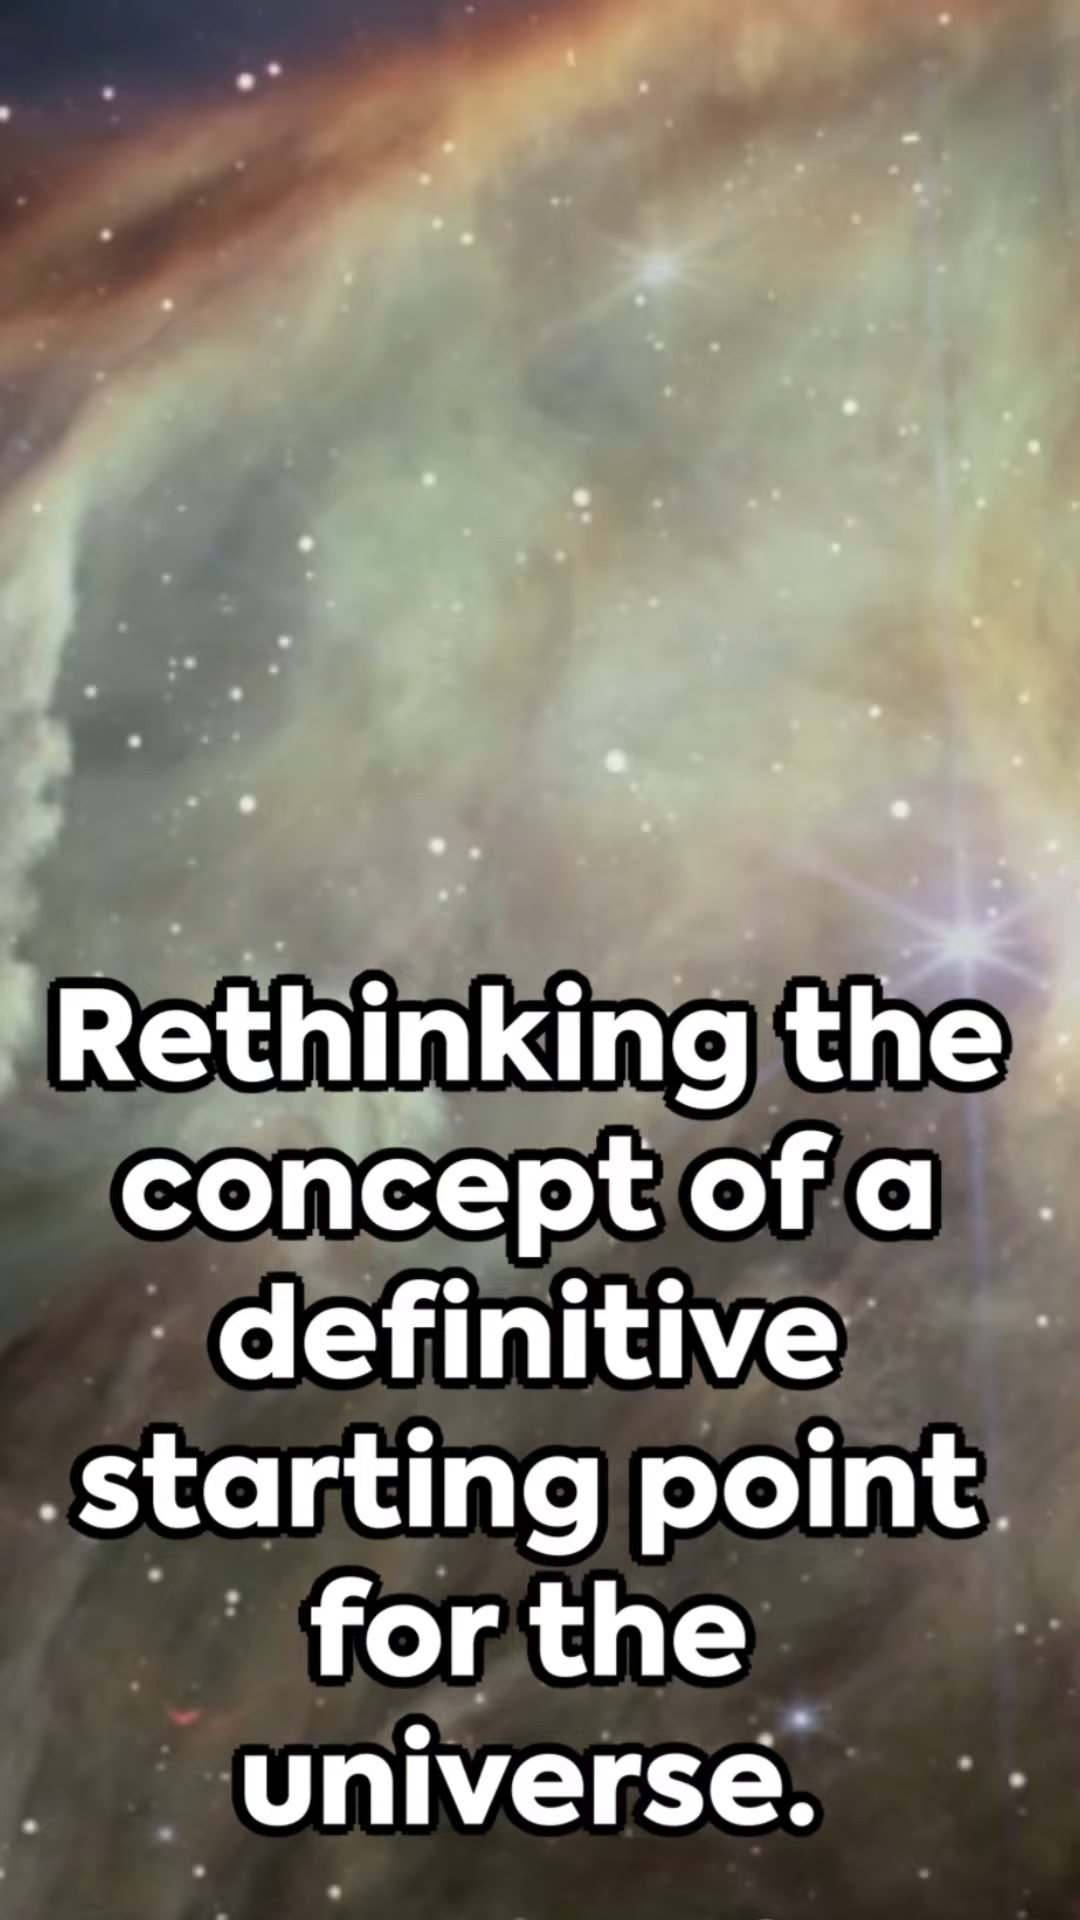 Rethinking the
concept of a
definitive
starting point
for the
universe.